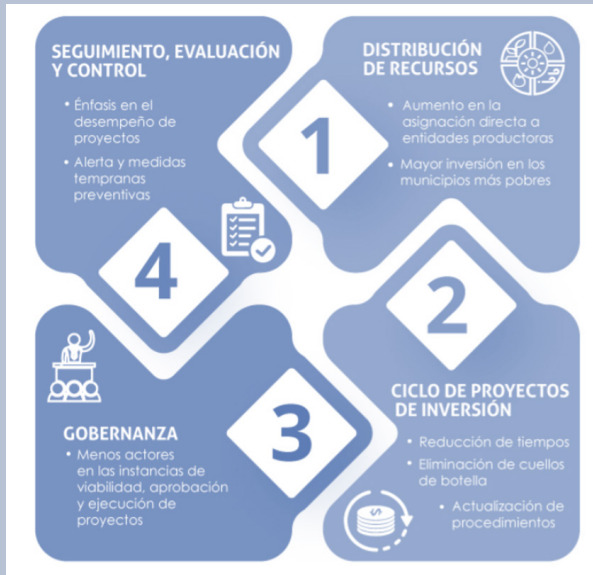 1
DISTRIBUCIÓN
DE RECURSOS
• Aumento en la
asignación directa a
entidades productoras
• Mayor inversión en los
municipios más pobres
2
CICLO DE PROYECTOS
DE INVERSIÓN
• Reducción de tiempos
• Eliminación de cuellos
de botella
• Actualización de
procedimientos
$
3
GOBERNANZA
• Menos actores
en las instancias de
viabilidad, aprobación
y ejecución de
proyectos
4
SEGUIMIENTO, EVALUACIÓN
Y CONTROL
• Énfasis en el
desempeño de
proyectos
• Alerta y medidas
tempranas
preventivas